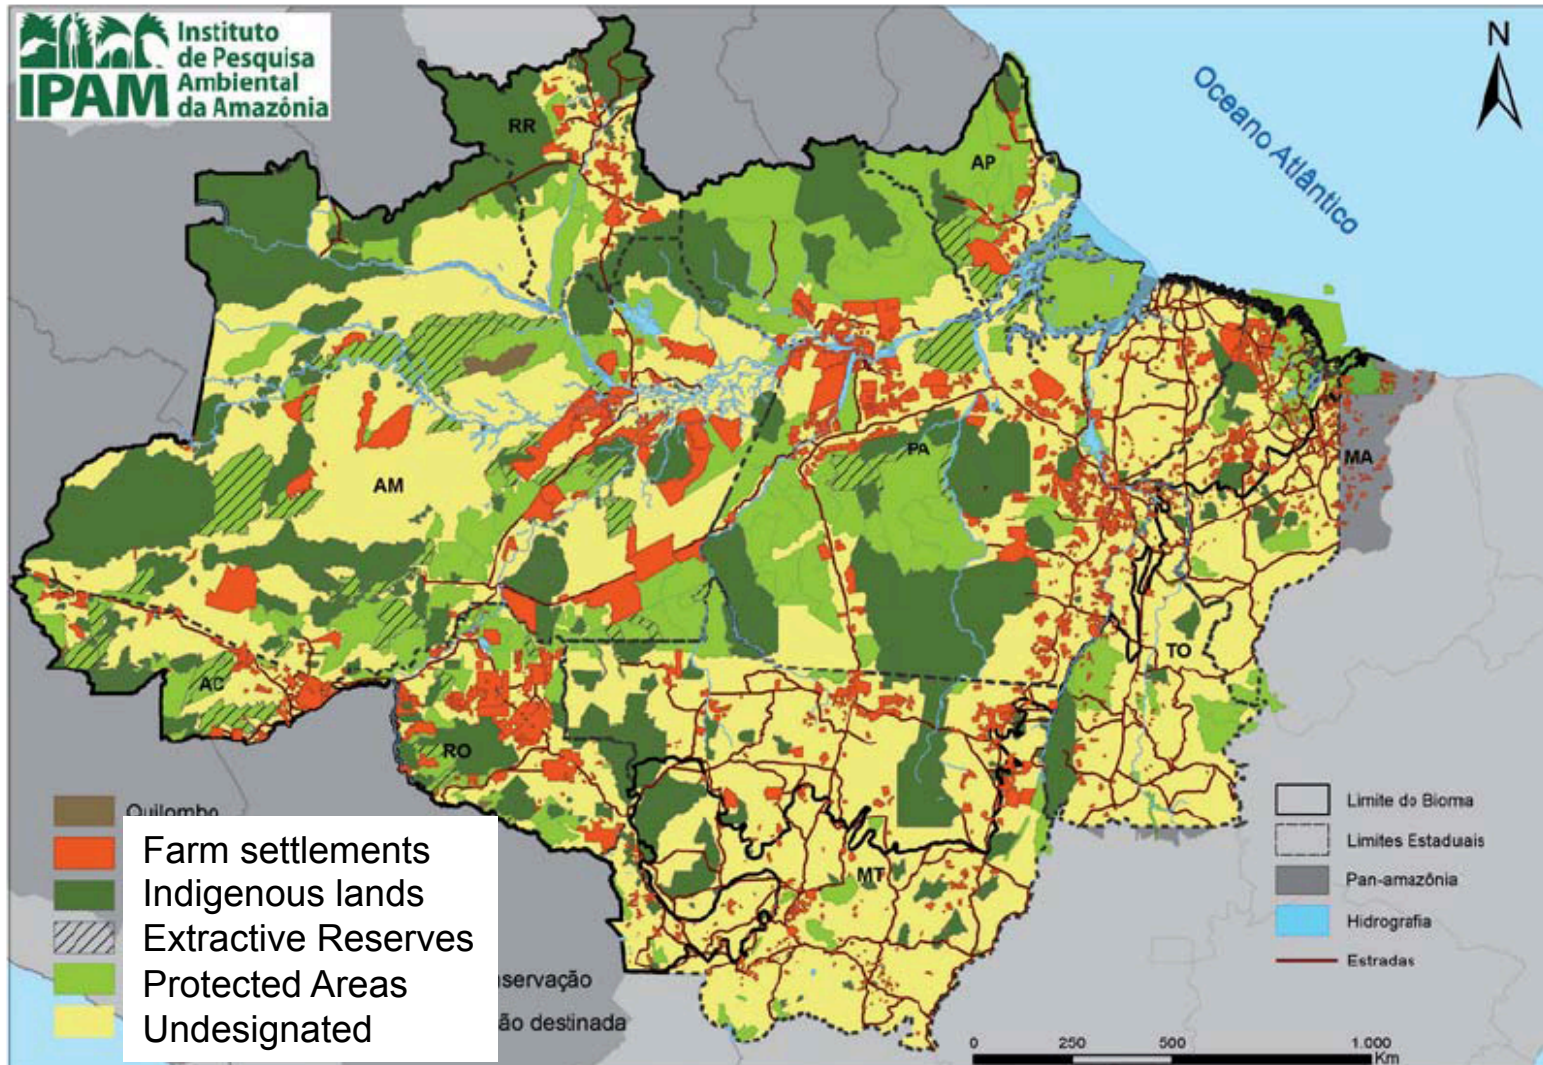 Instituto
de Pesquisa
Ambiental
da Amazônia
IPAM
N
Oceano Atlântico
RR
AP
AM
PA
MA
AC
RO
TO
MT
Quilombo
Farm settlements
Indigenous lands
Extractive Reserves
Protected Areas
Undesignated
nservação
ão destinada
Limite do Bioma
Limites Estaduais
Pan-amazônia
Hidrografia
Estradas
0 250 500 1.000
Km